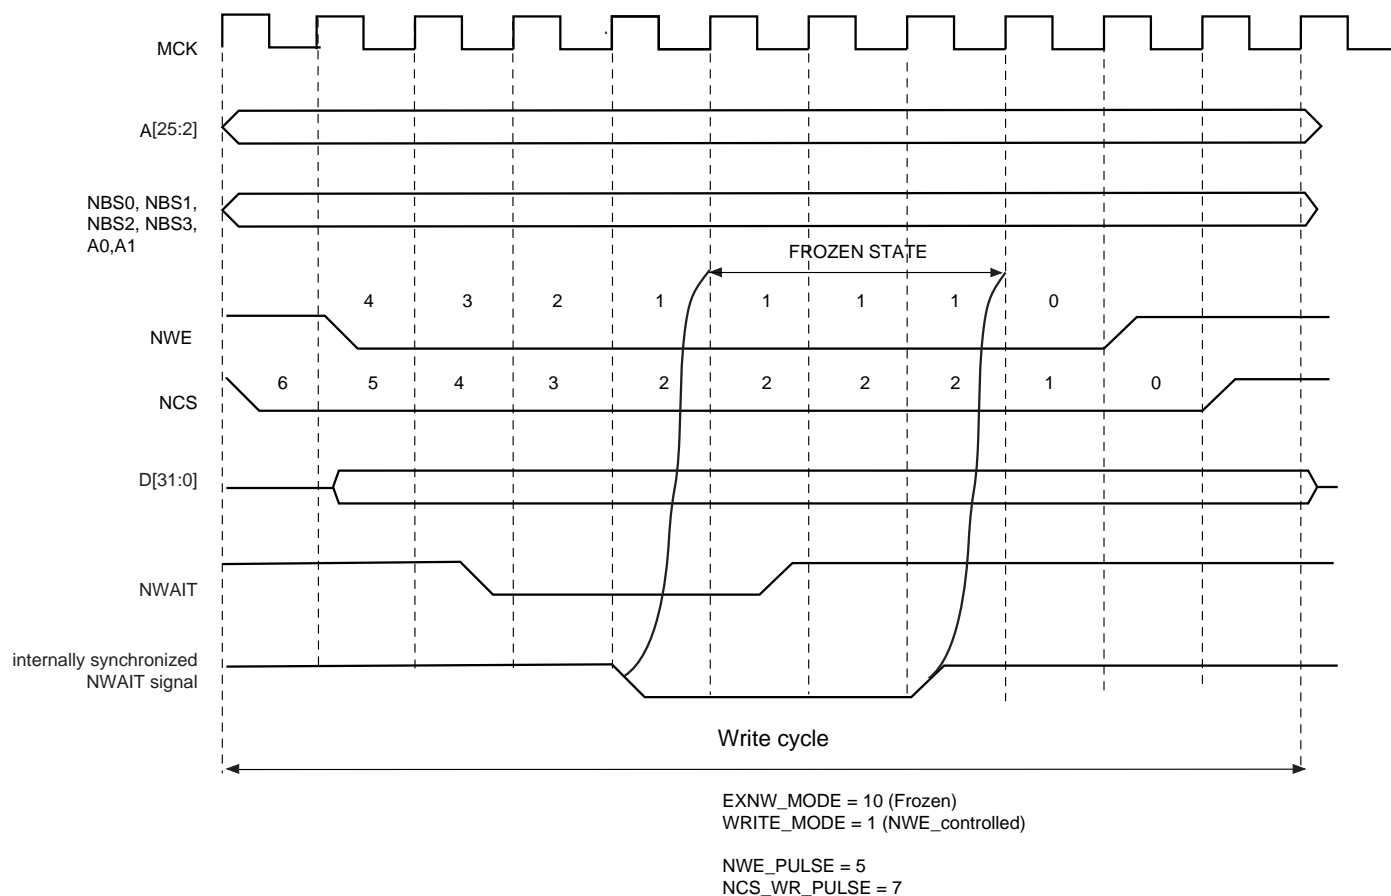 MCK
A[25:2]
NBS0, NBS1,
NBS2, NBS3,
A0,A1
FROZEN STATE
4 3 2 1 1 1 1 0
NWE
6 5 4 3 2 2 2 2 1 0
NCS
D[31:0]
NWAIT
internally synchronized
NWAIT signal
Write cycle
EXNW_MODE = 10 (Frozen)
WRITE_MODE = 1 (NWE_controlled)
NWE_PULSE = 5
NCS_WR_PULSE = 7